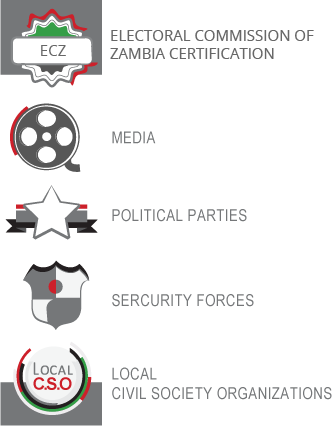 ECZ
ELECTORAL COMMISSION OF
ZAMBIA CERTIFICATION
MEDIA
POLITICAL PARTIES
SERCURITY FORCES
LOCAL
C.S.O
LOCAL
CIVIL SOCIETY ORGANIZATIONS